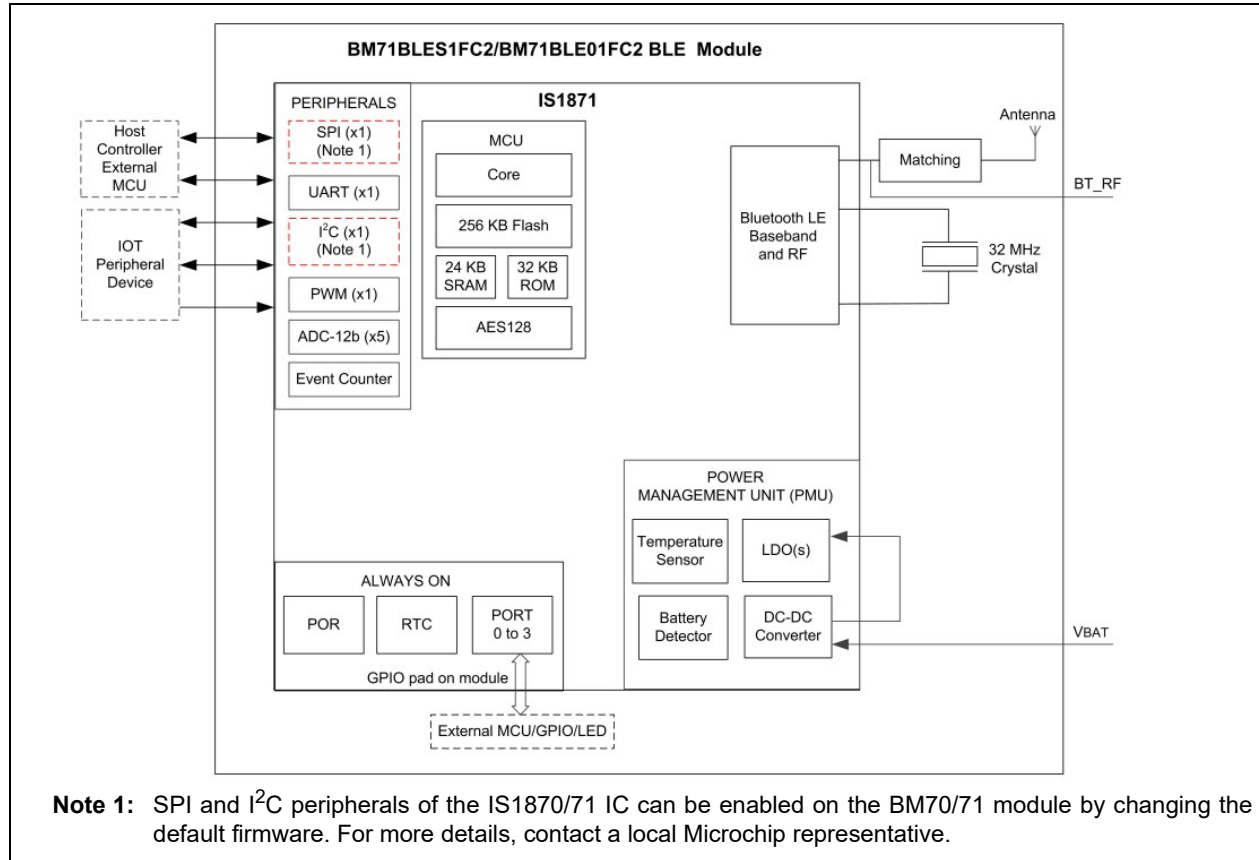 BM71BLES1FC2/BM71BLE01FC2 BLE Module
IS1871
PERIPHERALS
SPI (x1)
(Note 1)
UART (x1)
I²C (x1)
(Note 1)
PWM (x1)
ADC-12b (x5)
Event Counter
Host
Controller
External
MCU
IOT
Peripheral
Device
MCU
Core
256 KB Flash
24 KB
SRAM
32 KB
ROM
AES128
Bluetooth LE
Baseband
and RF
Matching
Antenna
BT_RF
32 MHz
Crystal
POWER
MANAGEMENT UNIT (PMU)
Temperature
Sensor
LDO(s)
Battery
Detector
DC-DC
Converter
VBAT
ALWAYS ON
POR
RTC
PORT
0 to 3
GPIO pad on module
External MCU/GPIO/LED
Note 1: SPI and I²C peripherals of the IS1870/71 IC can be enabled on the BM70/71 module by changing the
default firmware. For more details, contact a local Microchip representative.